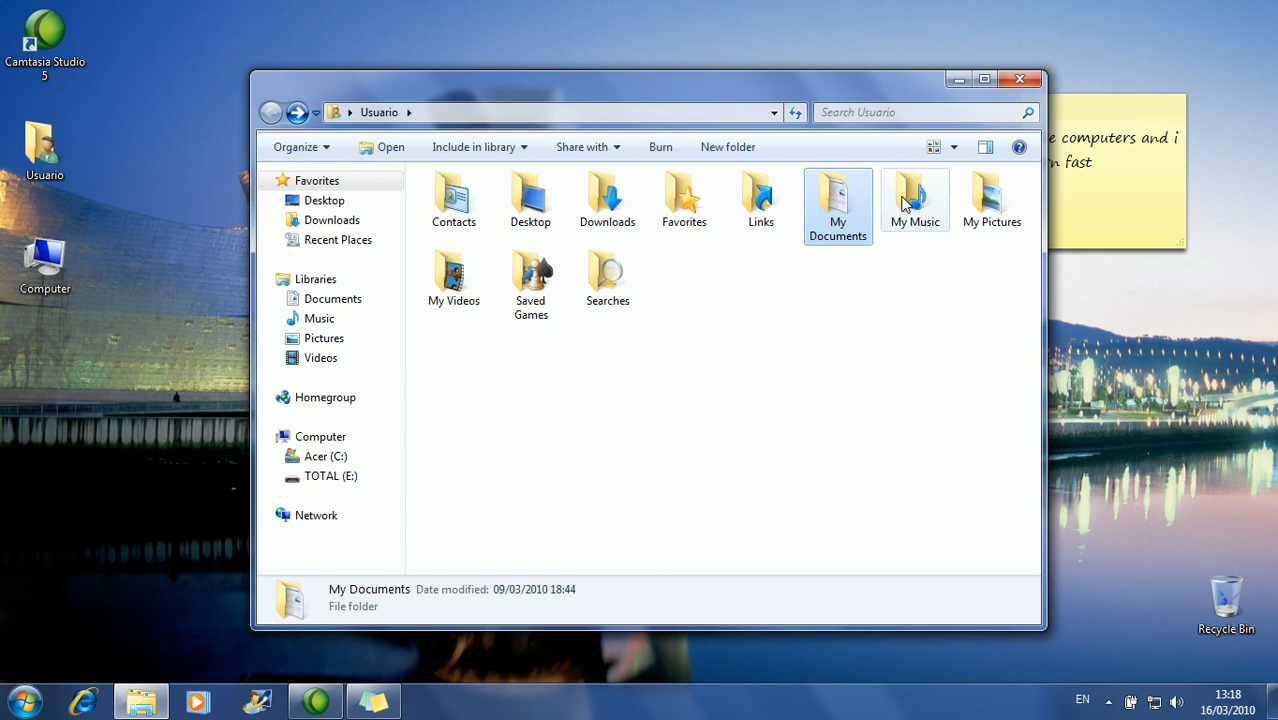 Camtasia Studio
5
Usuario
Computer
Usuario
Search Usuario
Organize
Open
Include in library
Share with
Burn
New folder
Favorites
Desktop
Downloads
Recent Places
Libraries
Documents
Music
Pictures
Videos
Homegroup
Computer
Acer (C:)
TOTAL (E:)
Network
Contacts
Desktop
Downloads
Favorites
Links
My
Documents
My Music
My Pictures
My Videos
Saved
Games
Searches
My Documents Date modified: 09/03/2010 18:44
File folder
computers and i
fast
Recycle Bin
EN
13:18
16/03/2010